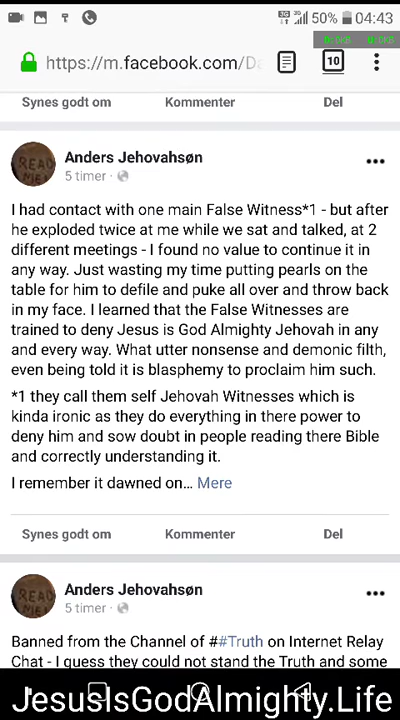 50% 04:43
https://m.facebook.com/D
10
Synes godt om Kommenter Del
READ
ME!
Anders Jehovahsøn
5 timer ·
I had contact with one main False Witness*1 - but after
he exploded twice at me while we sat and talked, at 2
different meetings - I found no value to continue it in
any way. Just wasting my time putting pearls on the
table for him to defile and puke all over and throw back
in my face. I learned that the False Witnesses are
trained to deny Jesus is God Almighty Jehovah in any
and every way. What utter nonsense and demonic filth,
even being told it is blasphemy to proclaim him such.
*1 they call them self Jehovah Witnesses which is
kinda ironic as they do everything in there power to
deny him and sow doubt in people reading there Bible
and correctly understanding it.
I remember it dawned on... Mere
Synes godt om Kommenter Del
READ
ME!
Anders Jehovahsøn
5 timer ·
Banned from the Channel of ##Truth on Internet Relay
Chat - I guess they could not stand the Truth and some
JesusIsGodAlmighty.Life